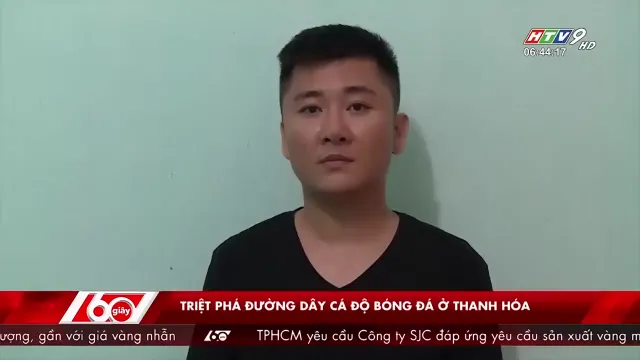 HTV9 HD
06:44:17
60 giây
TRIỆT PHÁ ĐƯỜNG DÂY CÁ ĐỘ BÓNG ĐÁ Ở THANH HÓA
ượng, gần với giá vàng nhẫn 60 TPHCM yêu cầu Công ty SJC đáp ứng yêu cầu sản xuất vàng m